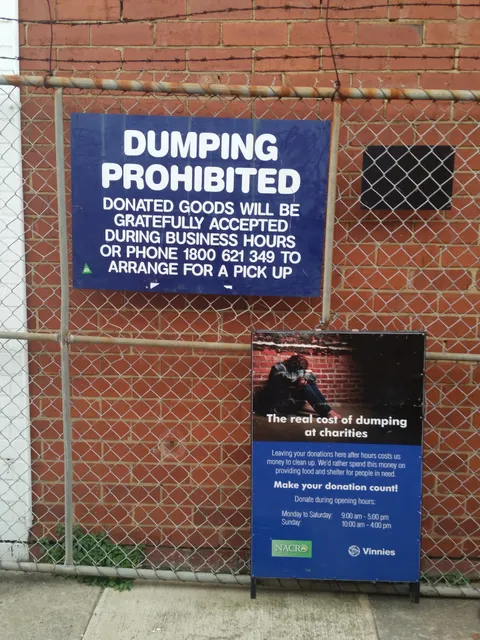 DUMPING
PROHIBITED
DONATED GOODS WILL BE
GRATEFULLY ACCEPTED
DURING BUSINESS HOURS
OR PHONE 1800 621 349 TO
ARRANGE FOR A PICK UP
The real cost of dumping
at charities
Leaving your donations here after hours costs us
money to clean up. We'd rather spend this money on
providing food and shelter for people in need.
Make your donation count!
Donate during opening hours:
Monday to Saturday: 9:00 am - 5:00 pm
Sunday: 10:00 am - 4:00 pm
NACRO
Vinnies